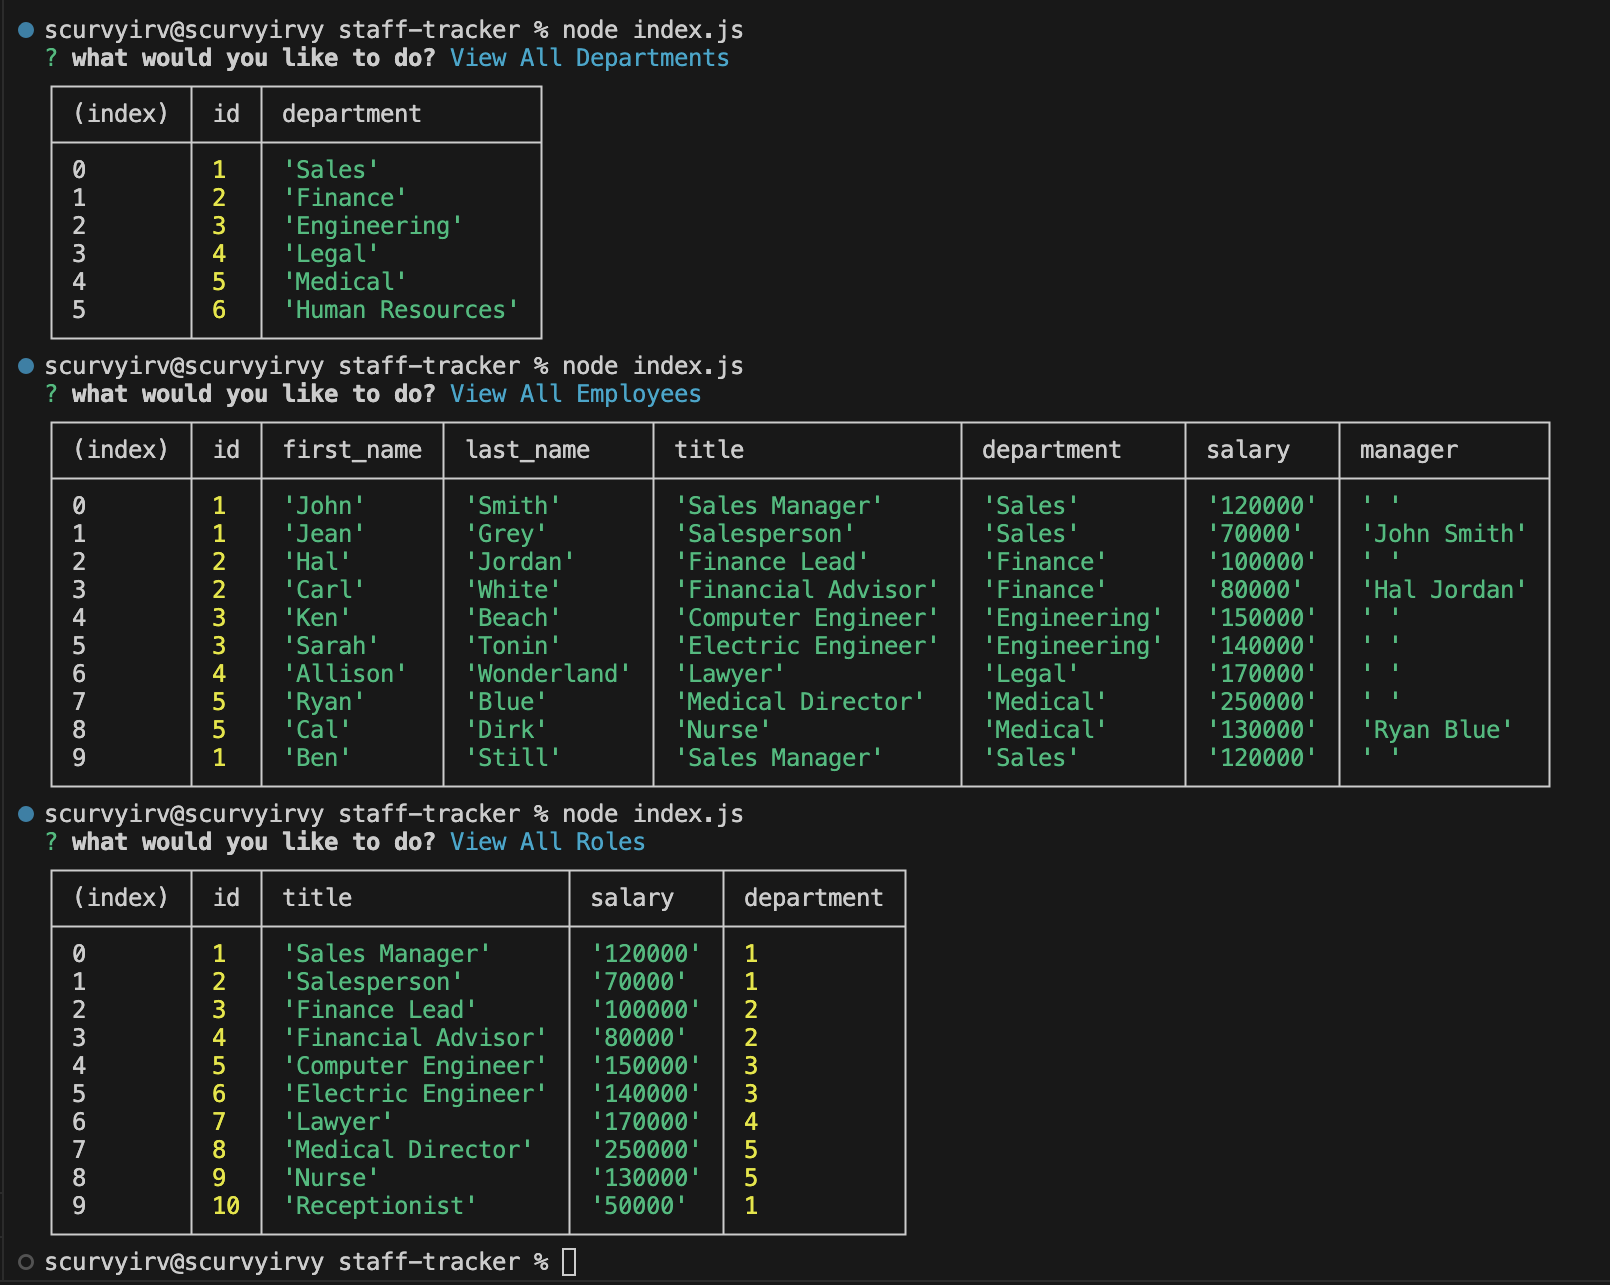 scurvyirv@scurvyirvy staff-tracker % node index.js
? what would you like to do? View All Departments
(index) id department
0 1 'Sales'
1 2 'Finance'
2 3 'Engineering'
3 4 'Legal'
4 5 'Medical'
5 6 'Human Resources'
scurvyirv@scurvyirvy staff-tracker % node index.js
? what would you like to do? View All Employees
(index) id first_name last_name title department salary manager
0 1 'John' 'Smith' 'Sales Manager' 'Sales' '120000' ' '
1 1 'Jean' 'Grey' 'Salesperson' 'Sales' '70000' 'John Smith'
2 2 'Hal' 'Jordan' 'Finance Lead' 'Finance' '100000' ' '
3 2 'Carl' 'White' 'Financial Advisor' 'Finance' '80000' 'Hal Jordan'
4 3 'Ken' 'Beach' 'Computer Engineer' 'Engineering' '150000' ' '
5 3 'Sarah' 'Tonin' 'Electric Engineer' 'Engineering' '140000' ' '
6 4 'Allison' 'Wonderland' 'Lawyer' 'Legal' '170000' ' '
7 5 'Ryan' 'Blue' 'Medical Director' 'Medical' '250000' ' '
8 5 'Cal' 'Dirk' 'Nurse' 'Medical' '130000' 'Ryan Blue'
9 1 'Ben' 'Still' 'Sales Manager' 'Sales' '120000' ' '
scurvyirv@scurvyirvy staff-tracker % node index.js
? what would you like to do? View All Roles
(index) id title salary department
0 1 'Sales Manager' '120000' 1
1 2 'Salesperson' '70000' 1
2 3 'Finance Lead' '100000' 2
3 4 'Financial Advisor' '80000' 2
4 5 'Computer Engineer' '150000' 3
5 6 'Electric Engineer' '140000' 3
6 7 'Lawyer' '170000' 4
7 8 'Medical Director' '250000' 5
8 9 'Nurse' '130000' 5
9 10 'Receptionist' '50000' 1
scurvyirv@scurvyirvy staff-tracker %